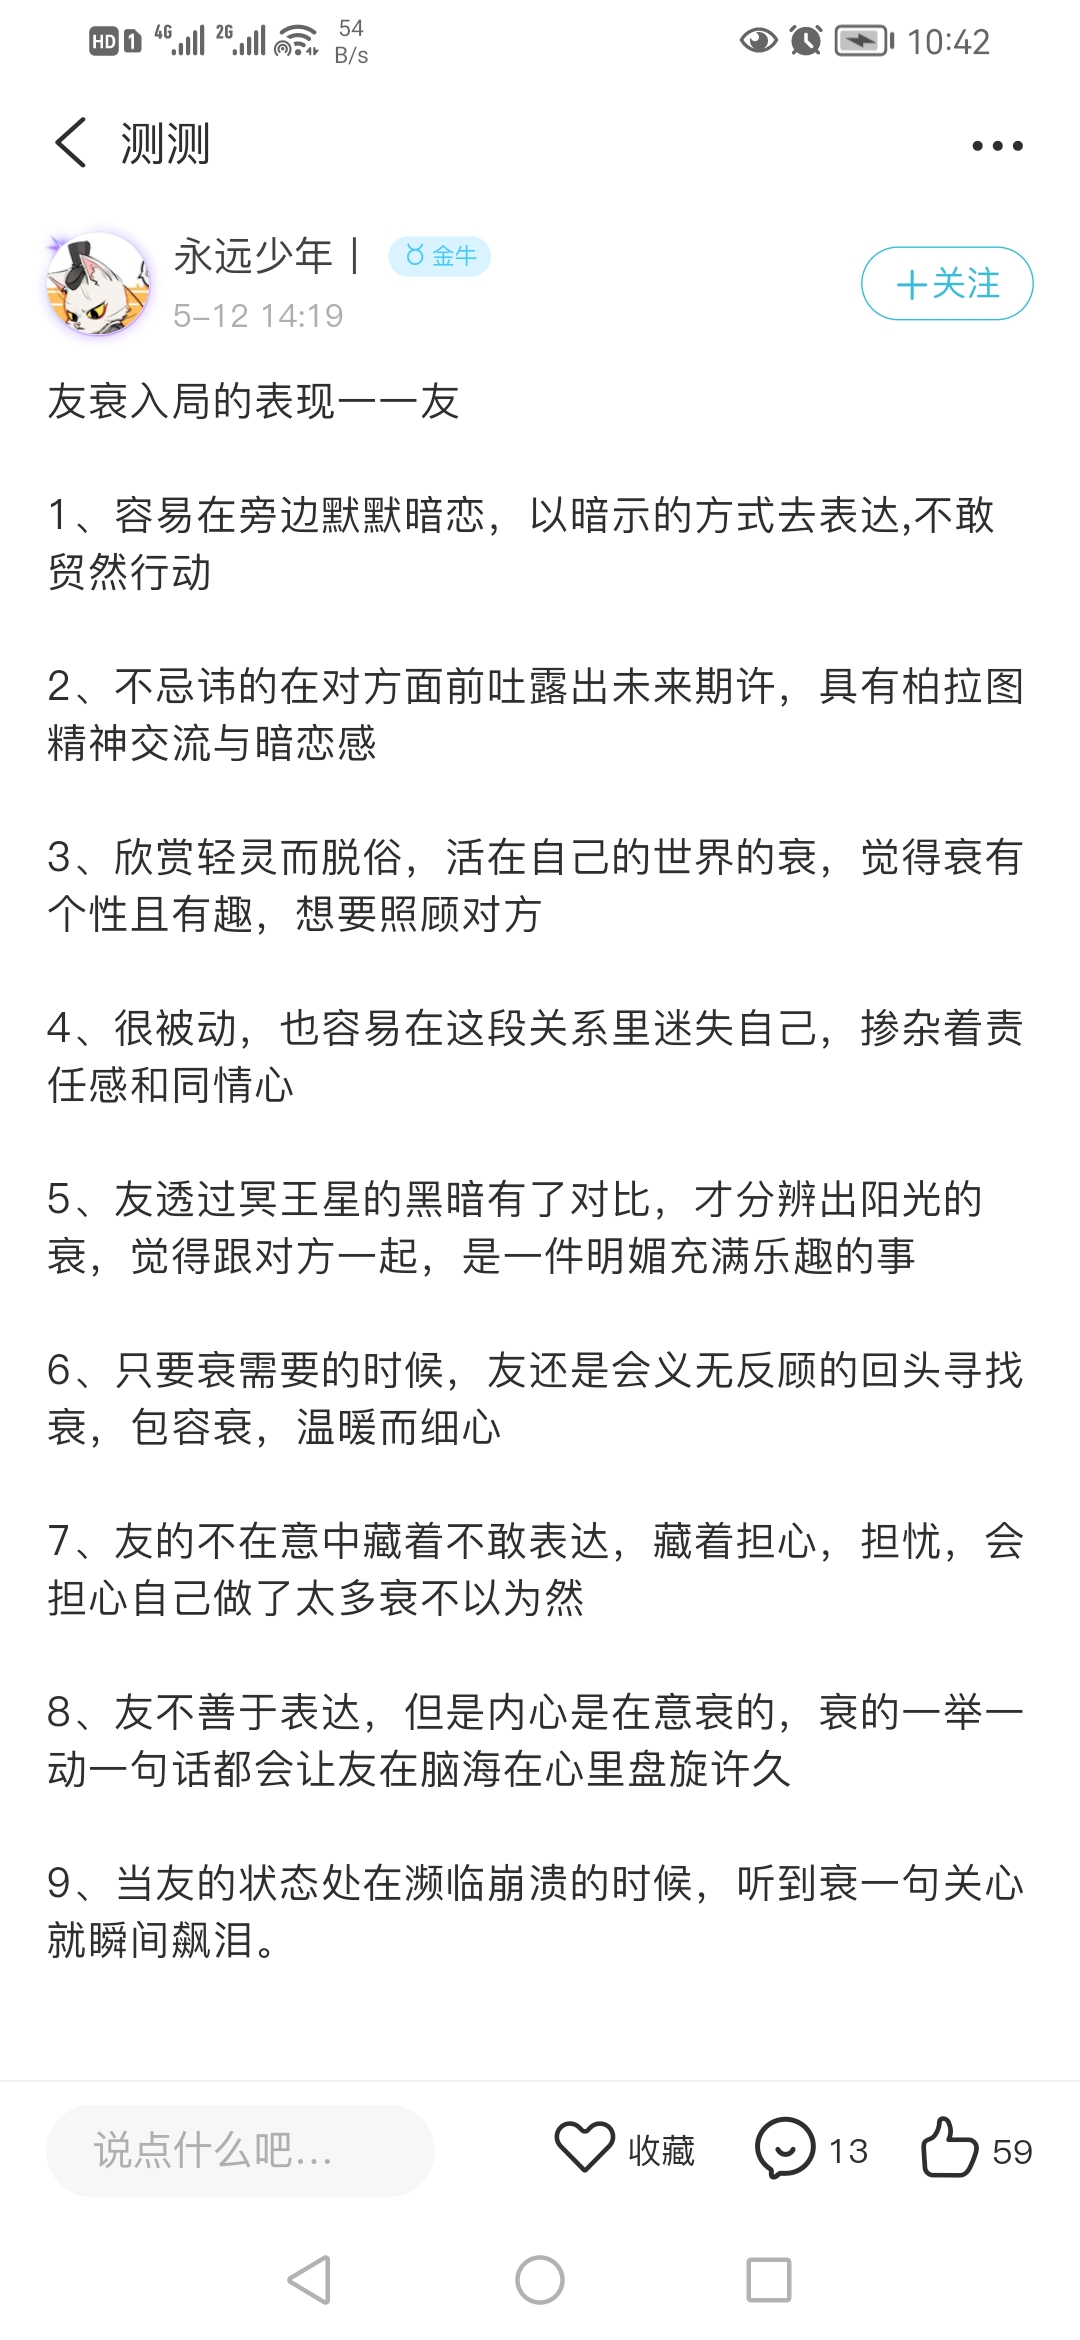 HD 1 4G 2G 54 B/s 10:42
测测
永远少年丨 ♉金牛
5-12 14:19
+关注
友衰入局的表现一一友
1、容易在旁边默默暗恋，以暗示的方式去表达,不敢
贸然行动
2、不忌讳的在对方面前吐露出未来期许，具有柏拉图
精神交流与暗恋感
3、欣赏轻灵而脱俗，活在自己的世界的衰，觉得衰有
个性且有趣，想要照顾对方
4、很被动，也容易在这段关系里迷失自己，掺杂着责
任感和同情心
5、友透过冥王星的黑暗有了对比，才分辨出阳光的
衰，觉得跟对方一起，是一件明媚充满乐趣的事
6、只要衰需要的时候，友还是会义无反顾的回头寻找
衰，包容衰，温暖而细心
7、友的不在意中藏着不敢表达，藏着担心，担忧，会
担心自己做了太多衰不以为然
8、友不善于表达，但是内心是在意衰的，衰的一举一
动一句话都会让友在脑海在心里盘旋许久
9、当友的状态处在濒临崩溃的时候，听到衰一句关心
就瞬间飙泪。
说点什么吧... 收藏 13 59